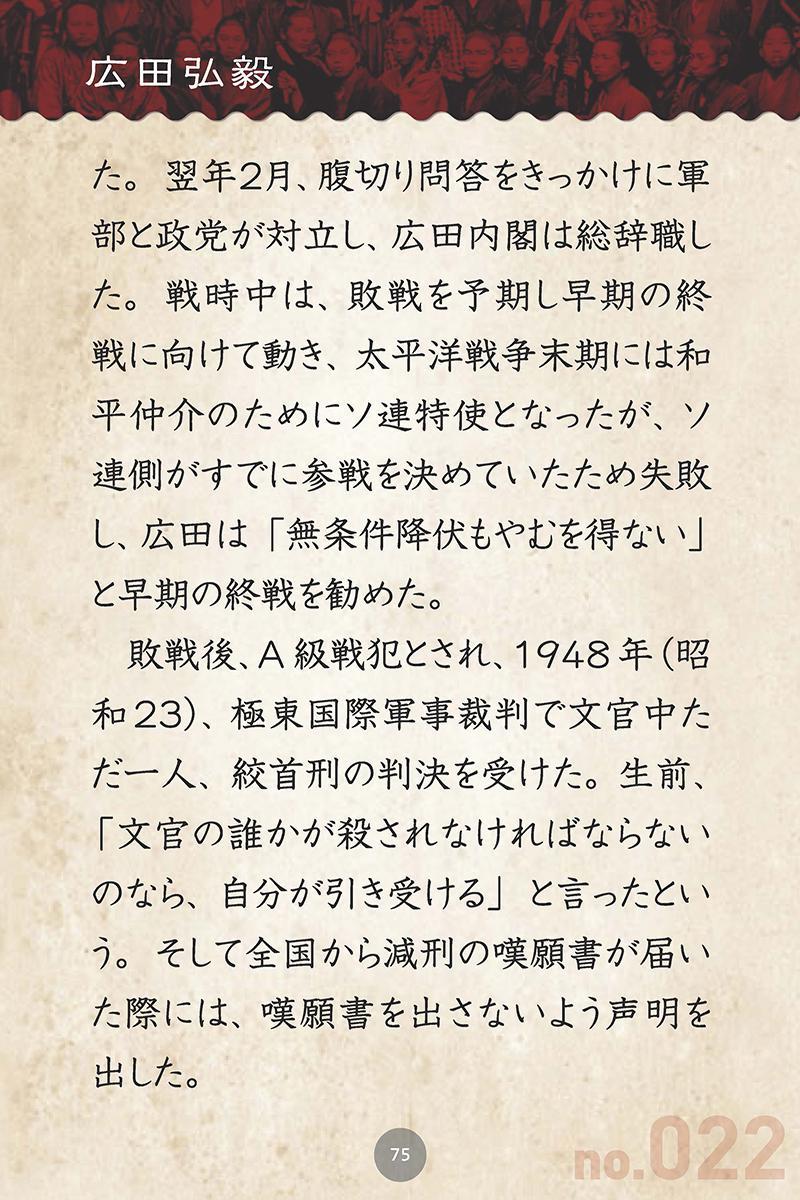 広田弘毅
た。翌年2月、腹切り問答をきっかけに軍
部と政党が対立し、広田内閣は総辞職し
た。戦時中は、敗戦を予期し早期の終
戦に向けて動き、太平洋戦争末期には和
平仲介のためにソ連特使となったが、ソ
連側がすでに参戦を決めていたため失敗
し、広田は「無条件降伏もやむを得ない」
と早期の終戦を勧めた。
敗戦後、A級戦犯とされ、1948年(昭
和23)、極東国際軍事裁判で文官中た
だ一人、絞首刑の判決を受けた。生前、
「文官の誰かが殺されなければならない
のなら、自分が引き受ける」と言ったとい
う。そして全国から減刑の嘆願書が届い
た際には、嘆願書を出さないよう声明を
出した。
75
no.022